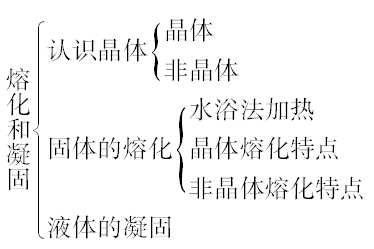 熔化和凝固
认识晶体
晶体
非晶体
固体的熔化
水浴法加热
晶体熔化特点
非晶体熔化特点
液体的凝固